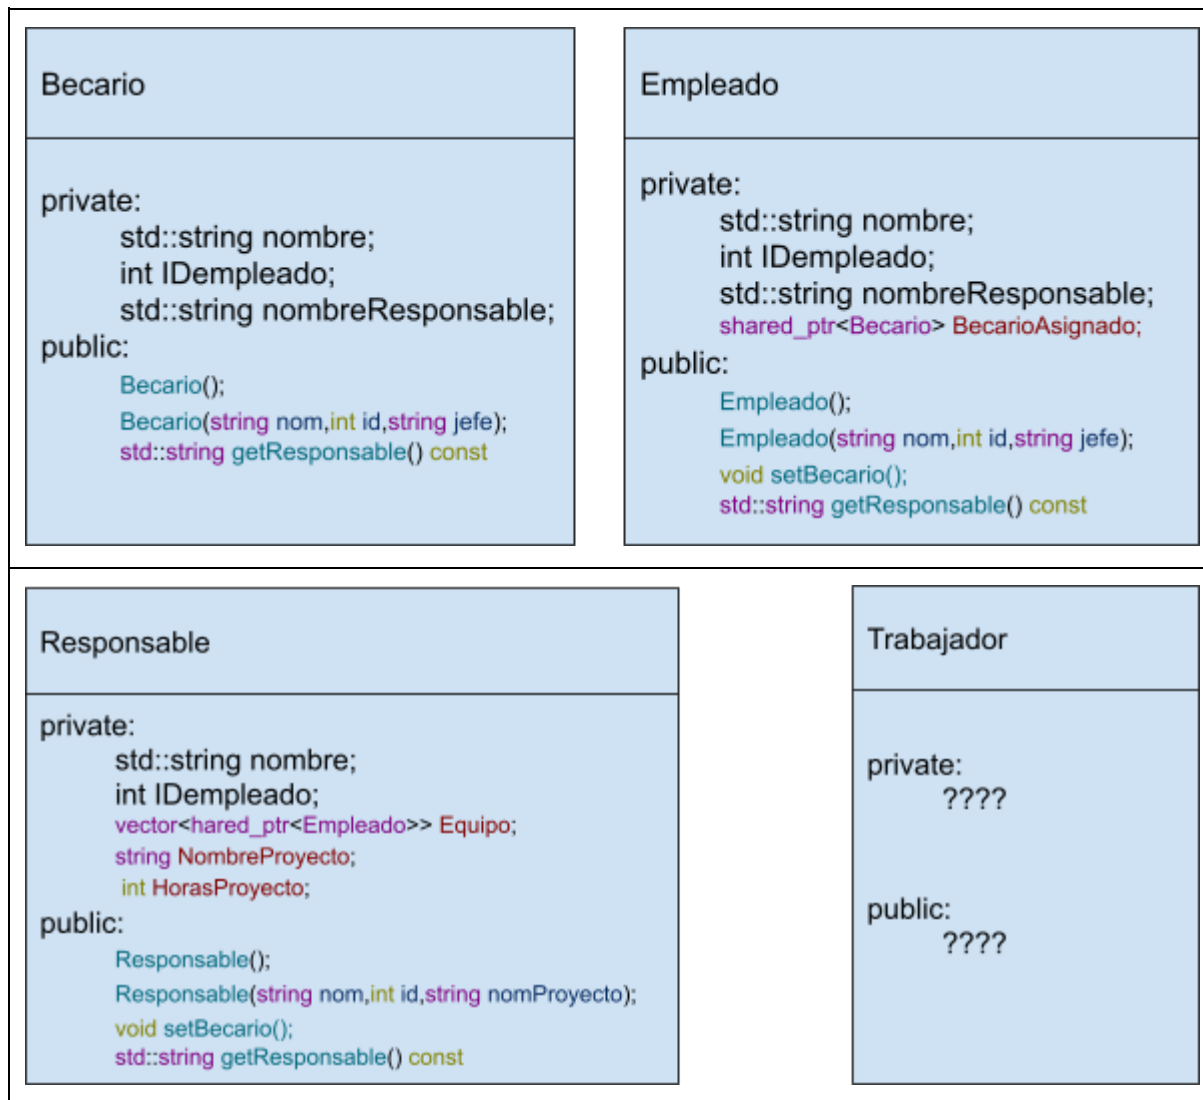 Becario
private:
std::string nombre;
int IDempleado;
std::string nombreResponsable;
public:
Becario();
Becario(string nom,int id,string jefe);
std::string getResponsable() const
Empleado
private:
std::string nombre;
int IDempleado;
std::string nombreResponsable;
shared_ptr<Becario> BecarioAsignado;
public:
Empleado();
Empleado(string nom,int id,string jefe);
void setBecario();
std::string getResponsable() const
Responsable
private:
std::string nombre;
int IDempleado;
vector<hared_ptr<Empleado>> Equipo;
string NombreProyecto;
int HorasProyecto;
public:
Responsable();
Responsable(string nom,int id,string nomProyecto);
void setBecario();
std::string getResponsable() const
Trabajador
private:
????
public:
????